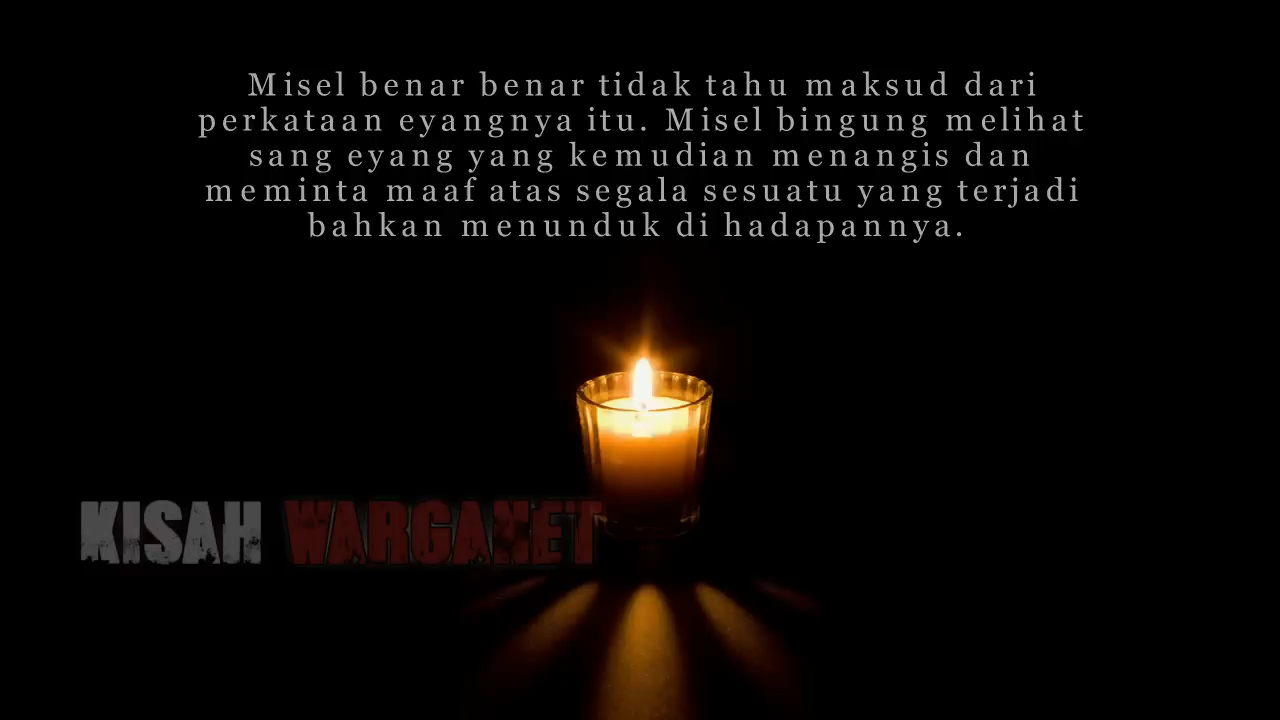 Misel benar benar tidak tahu maksud dari
perkataan eyangnya itu. Misel bingung melihat
sang eyang yang kemudian menangis dan
meminta maaf atas segala sesuatu yang terjadi
bahkan menunduk di hadapannya.
KISAH WARGANET